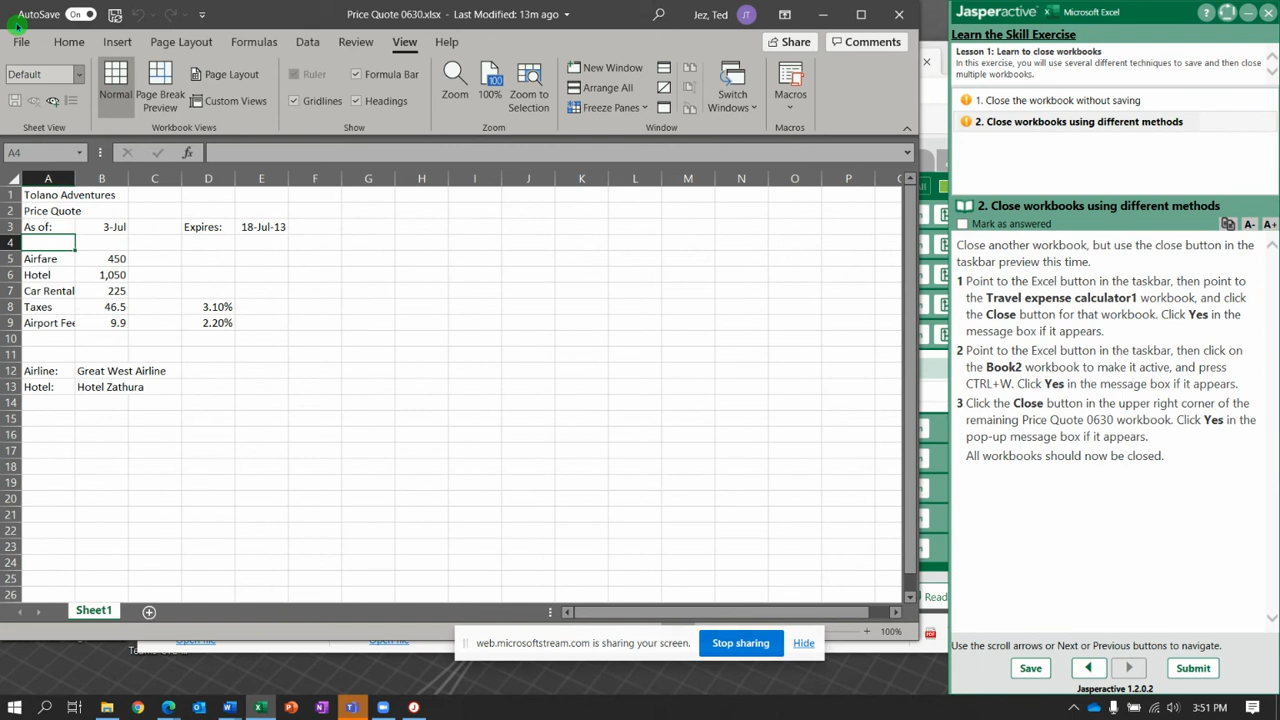 AutoSave On
Price Quote 0630.xlsx - Last Modified: 13m ago
Jez, Ted JT
File Home Insert Page Layout Formulas Data Review View Help
Share Comments
Default
Normal
Page Break Preview
Page Layout
Custom Views
Ruler
Formula Bar
Gridlines
Headings
Zoom
100%
Zoom to Selection
New Window
Arrange All
Freeze Panes
Switch Windows
Macros
Sheet View Workbook Views Show Zoom Window Macros
A4 fx
A B C D E F G H I J K L M N O P
1 Tolano Adventures
2 Price Quote
3 As of: 3-Jul Expires: 18-Jul-13
4
5 Airfare 450
6 Hotel 1,050
7 Car Rental 225
8 Taxes 46.5 3.10%
9 Airport Fee 9.9 2.20%
10
11
12 Airline: Great West Airline
13 Hotel: Hotel Zathura
14
15
16
17
18
19
20
21
22
23
24
25
26
Sheet1
100%
web.microsoftstream.com is sharing your screen. Stop sharing Hide
Read
Jasperactive Microsoft Excel
Learn the Skill Exercise
Lesson 1: Learn to close workbooks
In this exercise, you will use several different techniques to save and then close
multiple workbooks.
1. Close the workbook without saving
2. Close workbooks using different methods
2. Close workbooks using different methods
Mark as answered A- A+
Close another workbook, but use the close button in the
taskbar preview this time.
1 Point to the Excel button in the taskbar, then point to
the Travel expense calculator1 workbook, and click
the Close button for that workbook. Click Yes in the
message box if it appears.
2 Point to the Excel button in the taskbar, then click on
the Book2 workbook to make it active, and press
CTRL+W. Click Yes in the message box if it appears.
3 Click the Close button in the upper right corner of the
remaining Price Quote 0630 workbook. Click Yes in the
pop-up message box if it appears.
All workbooks should now be closed.
Use the scroll arrows or Next or Previous buttons to navigate.
Save Submit
Jasperactive 1.2.0.2
3:51 PM